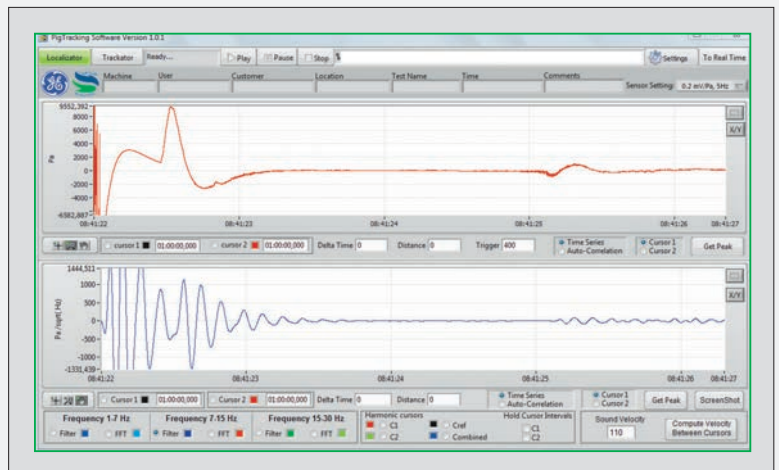 PigTracking Software Version 1.0.1
Localizator Trackator Ready... Play Pause Stop Settings To Real Time
Machine User Customer Location Test Name Time Comments
Sensor Setting: 0.2 mV/Pa, 5Hz
9552,392
8000
6000
4000
2000
0
-2000
-4000
-6382,887
Pa
X/Y
08:41:22 08:41:23 08:41:24 08:41:25 08:41:26 08:41:27
cursor 1 01:00:00,000 cursor 2 01:00:00,000 Delta Time 0 Distance 0 Trigger 400 Time Series Auto-Correlation Cursor 1 Cursor 2 Get Peak
1444,511
1000
500
0
-500
-1000
-1331,439
Pa/sqrt(Hz)
X/Y
08:41:22 08:41:23 08:41:24 08:41:25 08:41:26 08:41:27
Cursor 1 01:00:00,000 Cursor 2 01:00:00,000 Delta Time 0 Distance 0 Time Series Auto-Correlation Cursor 1 Cursor 2 Get Peak ScreenShot
Frequency 1-7 Hz Frequency 7-15 Hz Frequency 15-30 Hz Harmonic cursors Hold Cursor Intervals Sound Velocity
Filter FFT Filter FFT Filter FFT C1 Cref C1 110 Compute Velocity Between Cursors
C2 Combined C2